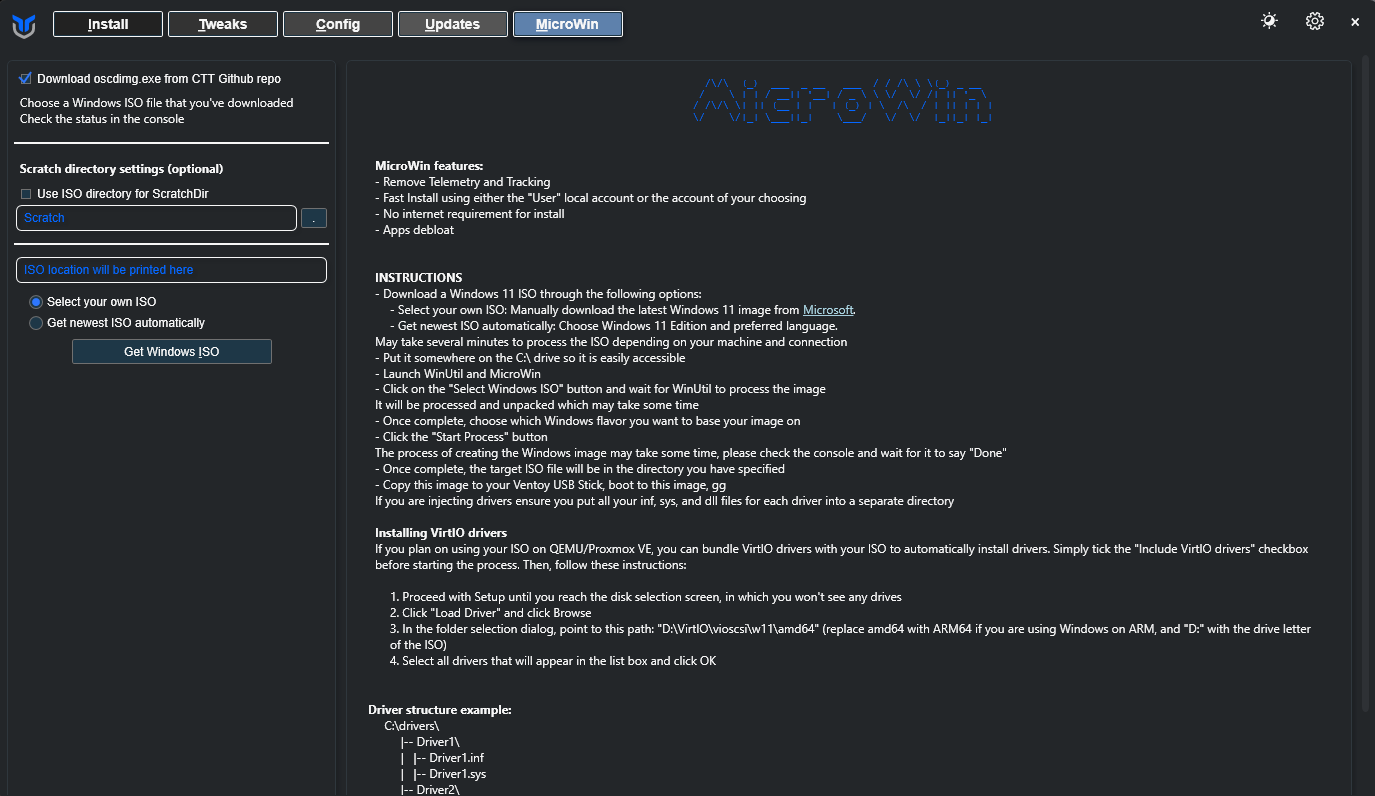 Install
Tweaks
Config
Updates
MicroWin
Download oscdimg.exe from CTT Github repo
Choose a Windows ISO file that you've downloaded
Check the status in the console
Scratch directory settings (optional)
Use ISO directory for ScratchDir
Scratch
.
ISO location will be printed here
Select your own ISO
Get newest ISO automatically
Get Windows ISO
MicroWin
MicroWin features:
- Remove Telemetry and Tracking
- Fast Install using either the "User" local account or the account of your choosing
- No internet requirement for install
- Apps debloat
INSTRUCTIONS
- Download a Windows 11 ISO through the following options:
- Select your own ISO: Manually download the latest Windows 11 image from Microsoft.
- Get newest ISO automatically: Choose Windows 11 Edition and preferred language.
May take several minutes to process the ISO depending on your machine and connection
- Put it somewhere on the C:\ drive so it is easily accessible
- Launch WinUtil and MicroWin
- Click on the "Select Windows ISO" button and wait for WinUtil to process the image
It will be processed and unpacked which may take some time
- Once complete, choose which Windows flavor you want to base your image on
- Click the "Start Process" button
The process of creating the Windows image may take some time, please check the console and wait for it to say "Done"
- Once complete, the target ISO file will be in the directory you have specified
- Copy this image to your Ventoy USB Stick, boot to this image, gg
If you are injecting drivers ensure you put all your inf, sys, and dll files for each driver into a separate directory
Installing VirtIO drivers
If you plan on using your ISO on QEMU/Proxmox VE, you can bundle VirtIO drivers with your ISO to automatically install drivers. Simply tick the "Include VirtIO drivers" checkbox
before starting the process. Then, follow these instructions:
1. Proceed with Setup until you reach the disk selection screen, in which you won't see any drives
2. Click "Load Driver" and click Browse
3. In the folder selection dialog, point to this path: "D:\VirtIO\vioscsi\w11\amd64" (replace amd64 with ARM64 if you are using Windows on ARM, and "D:" with the drive letter
of the ISO)
4. Select all drivers that will appear in the list box and click OK
Driver structure example:
C:\drivers\
|-- Driver1\
|   |-- Driver1.inf
|   |-- Driver1.sys
|-- Driver2\